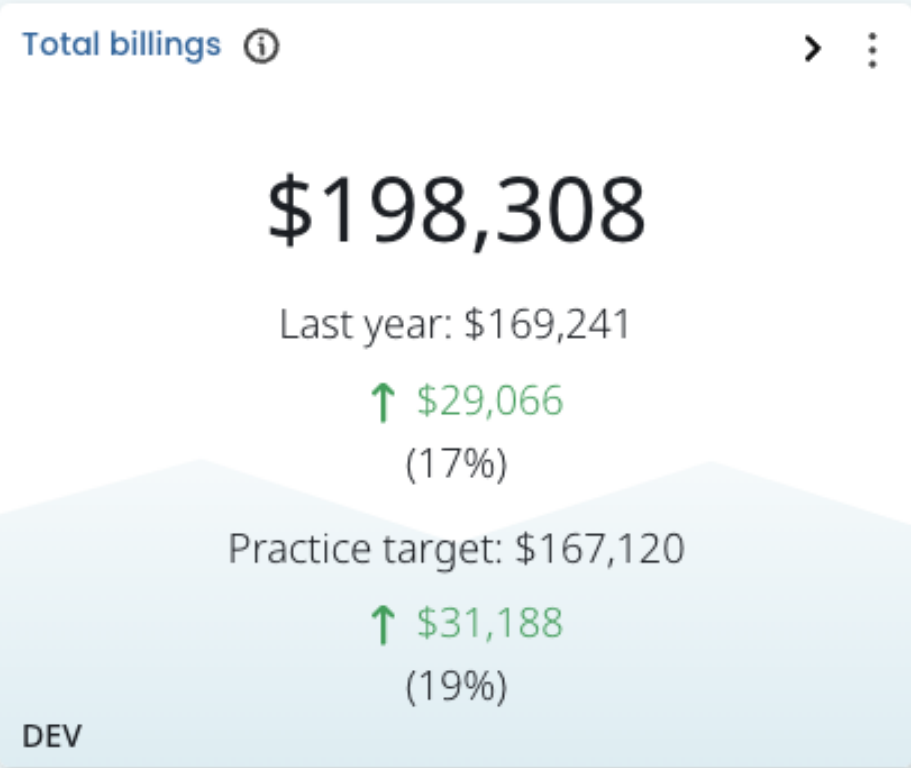 Total billings
$198,308
Last year: $169,241
↑ $29,066
(17%)
Practice target: $167,120
↑ $31,188
(19%)
DEV